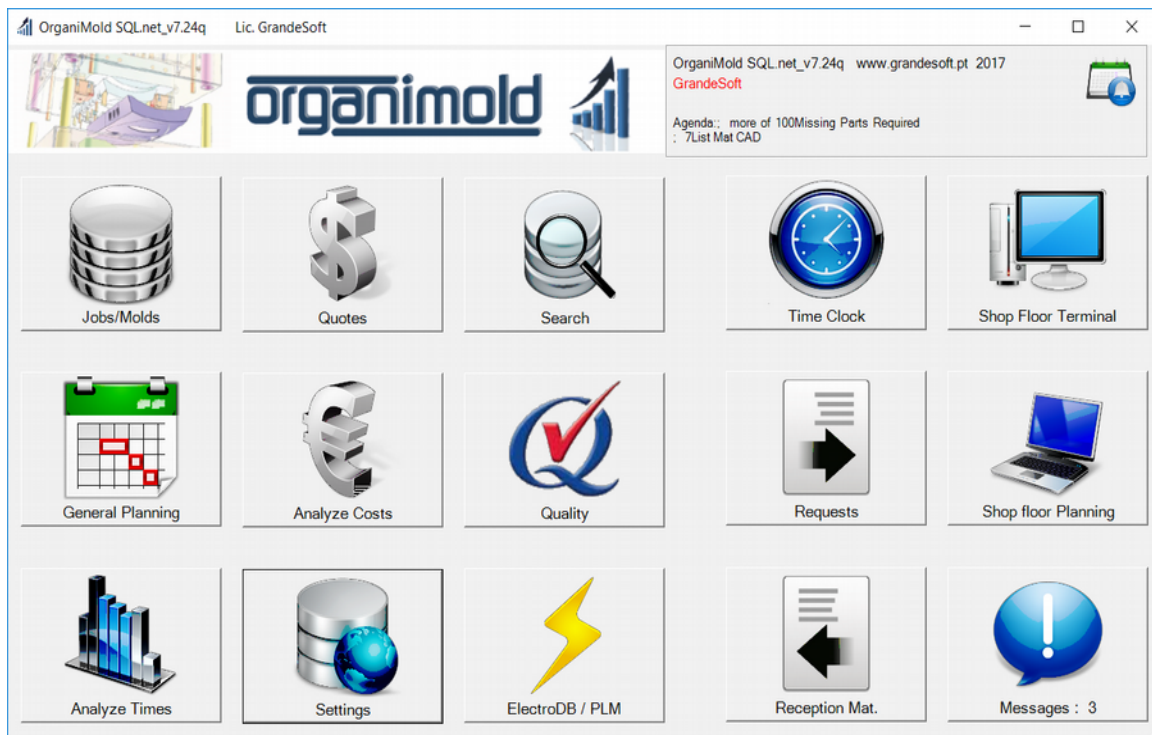 OrganiMold SQL.net_v7.24q Lic. GrandeSoft
organimold
OrganiMold SQL.net_v7.24q www.grandesoft.pt 2017
GrandeSoft
Agenda:; more of 100Missing Parts Required
; 7List Mat CAD
Jobs/Molds
Quotes
Search
Time Clock
Shop Floor Terminal
General Planning
Analyze Costs
Quality
Requests
Shop floor Planning
Analyze Times
Settings
ElectroDB / PLM
Reception Mat.
Messages : 3